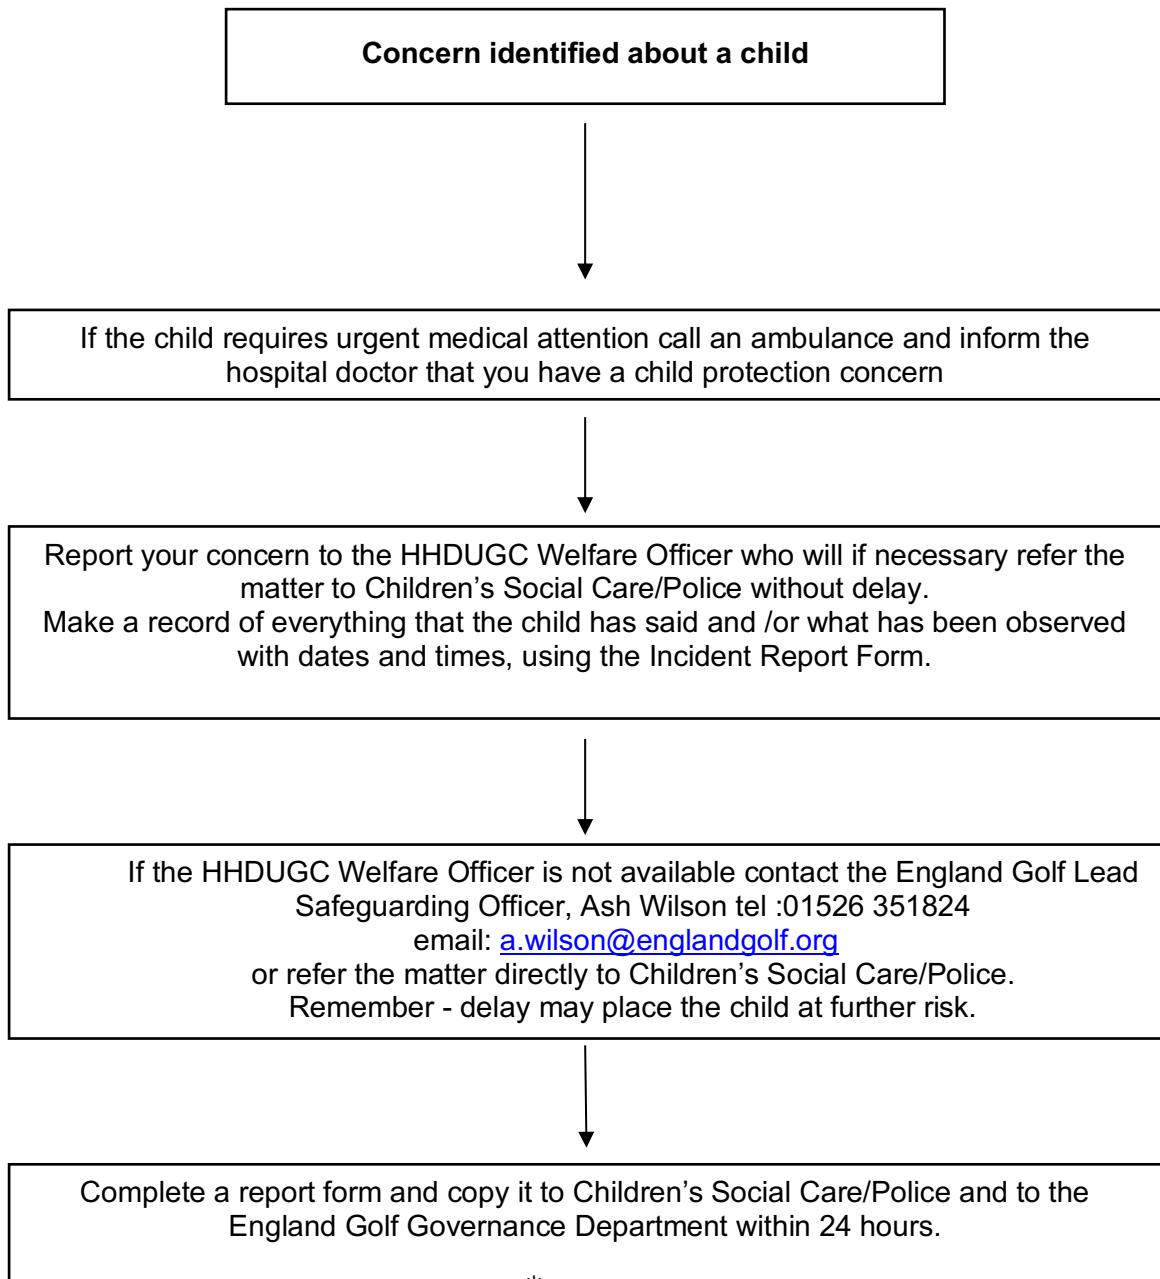 Concern identified about a child
If the child requires urgent medical attention call an ambulance and inform the
hospital doctor that you have a child protection concern
Report your concern to the HHDUGC Welfare Officer who will if necessary refer the
matter to Children’s Social Care/Police without delay.
Make a record of everything that the child has said and /or what has been observed
with dates and times, using the Incident Report Form.
If the HHDUGC Welfare Officer is not available contact the England Golf Lead
Safeguarding Officer, Ash Wilson tel :01526 351824
email: a.wilson@englandgolf.org
or refer the matter directly to Children’s Social Care/Police.
Remember - delay may place the child at further risk.
Complete a report form and copy it to Children’s Social Care/Police and to the
England Golf Governance Department within 24 hours.